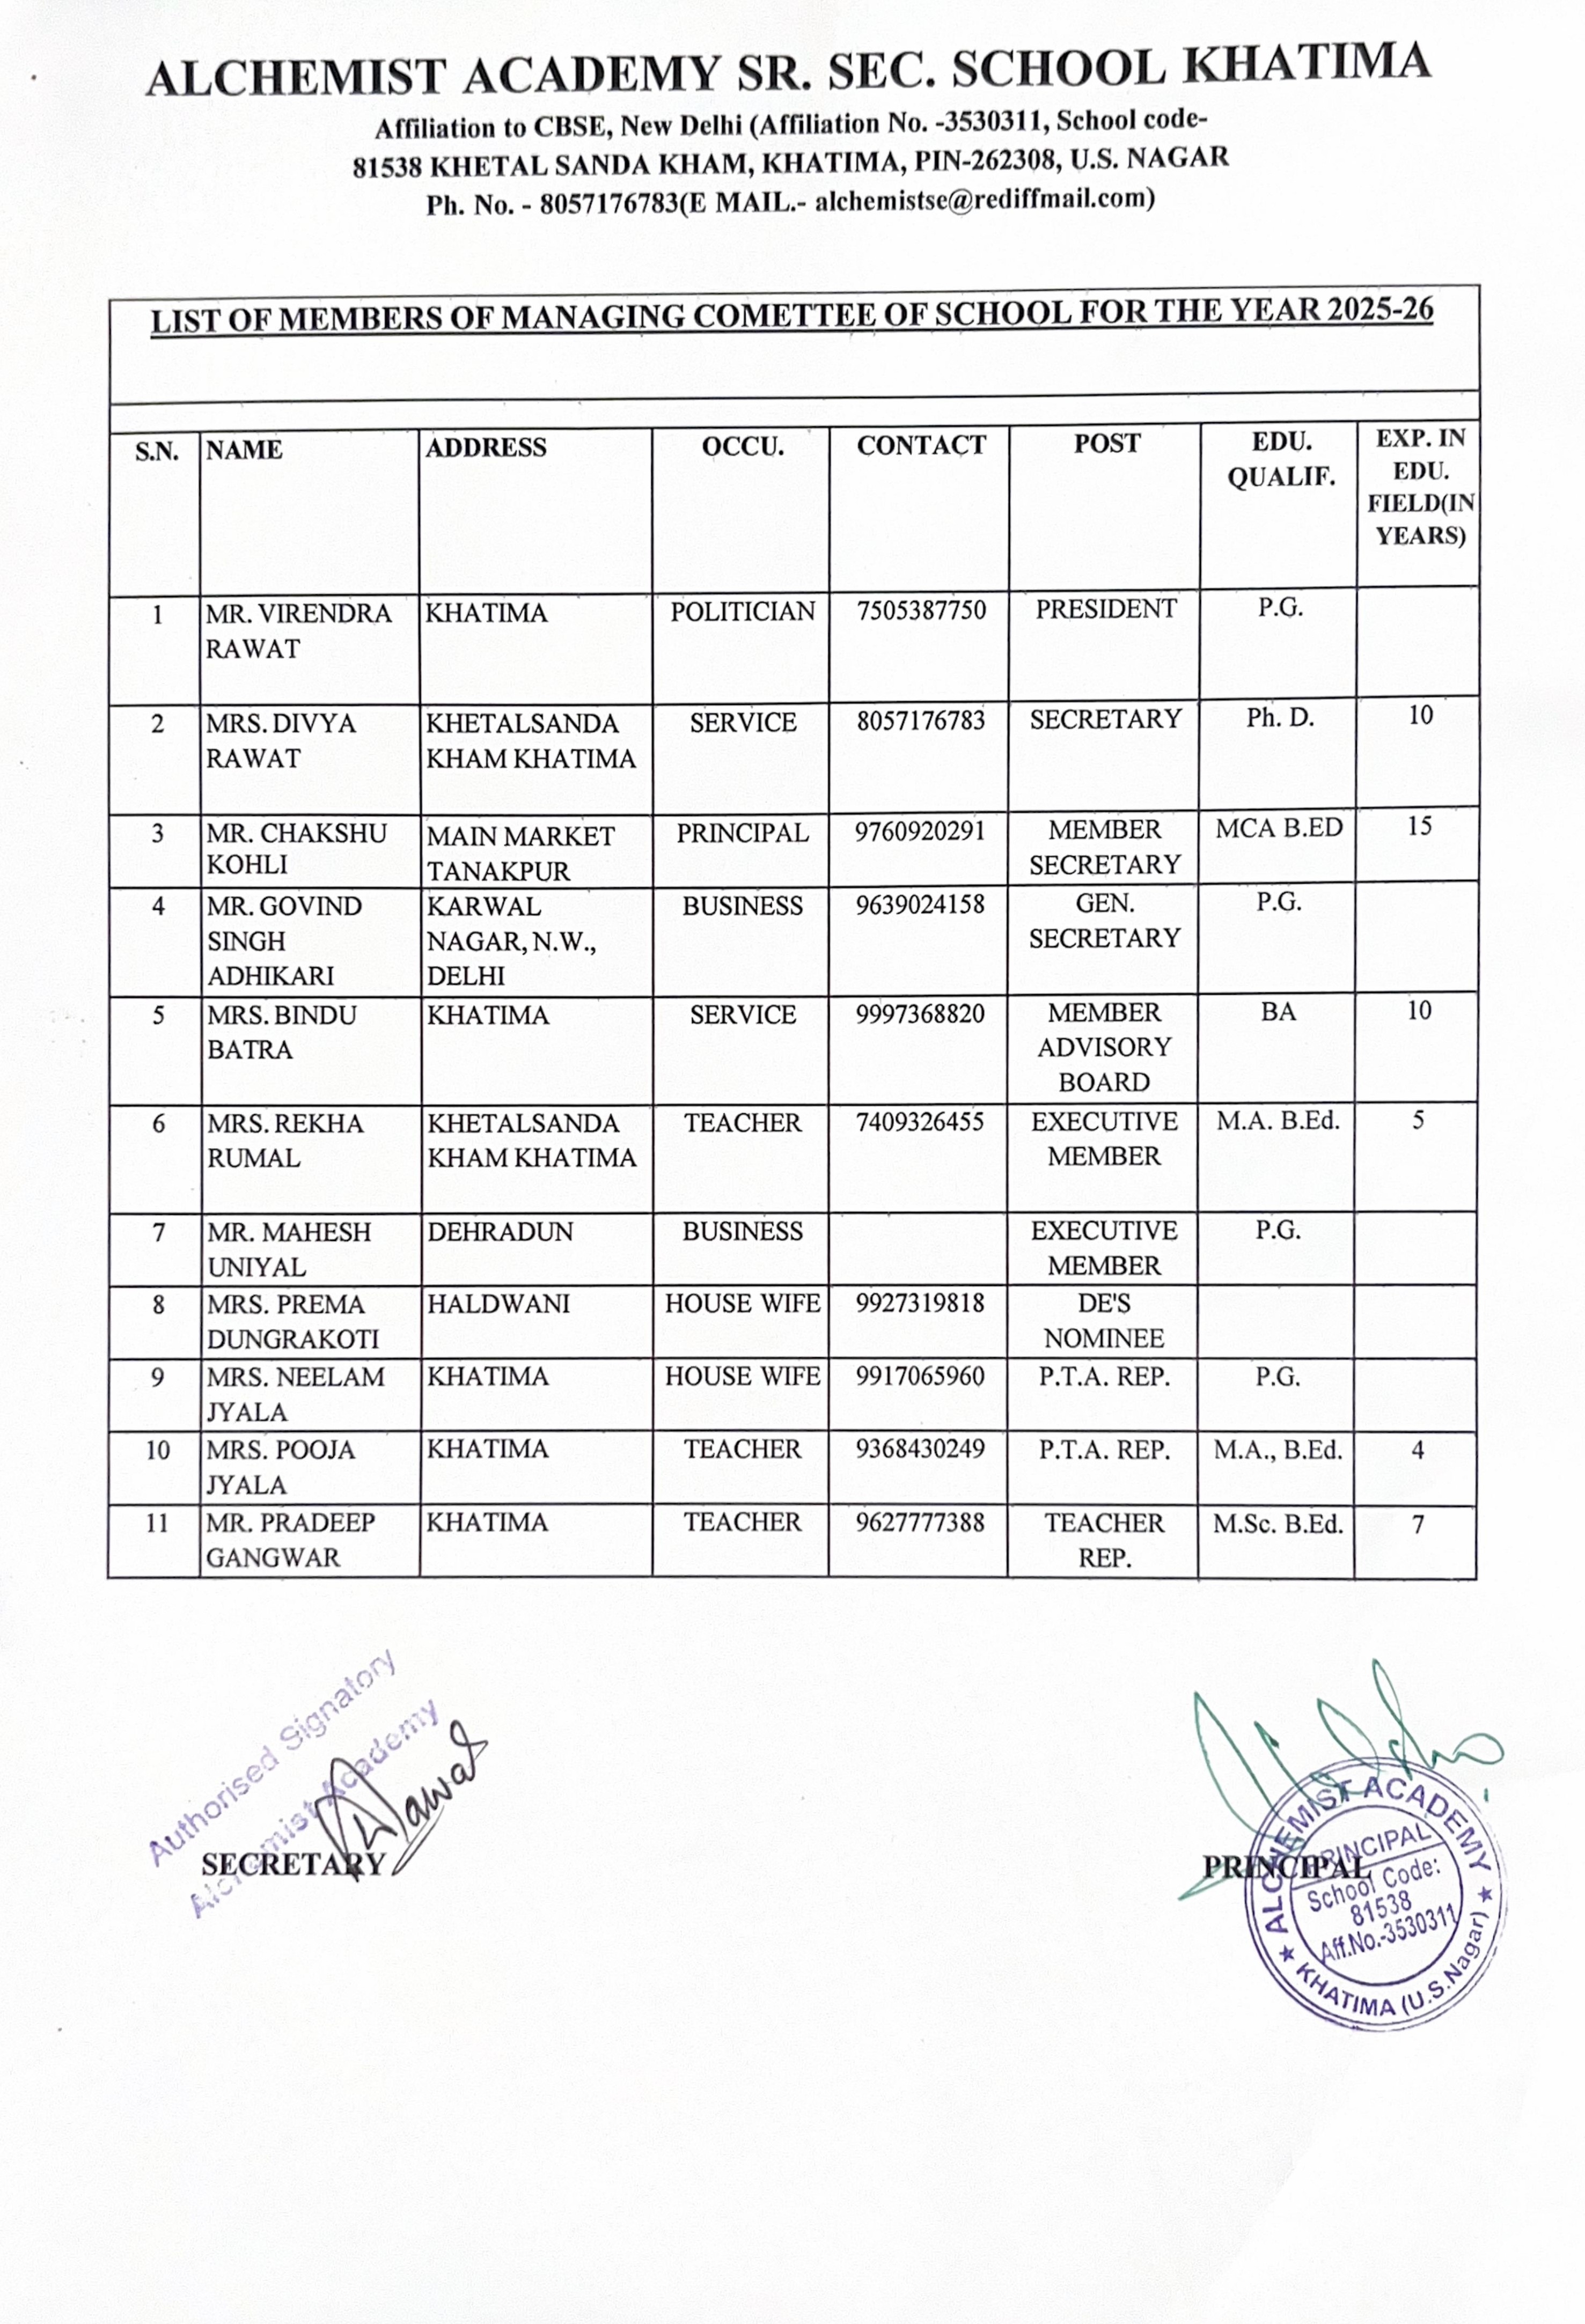 ALCHEMIST ACADEMY SR. SEC. SCHOOL KHATIMA
Affiliation to CBSE, New Delhi (Affiliation No. -3530311, School code-
81538 KHETAL SANDA KHAM, KHATIMA, PIN-262308, U.S. NAGAR
Ph. No. - 8057176783(E MAIL.- alchemistse@rediffmail.com)
LIST OF MEMBERS OF MANAGING COMETTEE OF SCHOOL FOR THE YEAR 2025-26
S.N. NAME ADDRESS OCCU. CONTACT POST EDU. EXP. IN
QUALIF. EDU.
FIELD(IN
YEARS)
1 MR. VIRENDRA KHATIMA POLITICIAN 7505387750 PRESIDENT P.G.
RAWAT
2 MRS. DIVYA KHETALSANDA SERVICE 8057176783 SECRETARY Ph. D. 10
RAWAT KHAM KHATIMA
3 MR. CHAKSHU MAIN MARKET PRINCIPAL 9760920291 MEMBER MCA B.ED 15
KOHLI TANAKPUR SECRETARY
4 MR. GOVIND KARWAL BUSINESS 9639024158 GEN. P.G.
SINGH NAGAR, N.W., SECRETARY
ADHIKARI DELHI
5 MRS. BINDU KHATIMA SERVICE 9997368820 MEMBER BA 10
BATRA ADVISORY
BOARD
6 MRS. REKHA KHETALSANDA TEACHER 7409326455 EXECUTIVE M.A. B.Ed. 5
RUMAL KHAM KHATIMA MEMBER
7 MR. MAHESH DEHRADUN BUSINESS EXECUTIVE P.G.
UNIYAL MEMBER
8 MRS. PREMA HALDWANI HOUSE WIFE 9927319818 DE'S
DUNGRAKOTI NOMINEE
9 MRS. NEELAM KHATIMA HOUSE WIFE 9917065960 P.T.A. REP. P.G.
JYALA
10 MRS. POOJA KHATIMA TEACHER 9368430249 P.T.A. REP. M.A., B.Ed. 4
JYALA
11 MR. PRADEEP KHATIMA TEACHER 9627777388 TEACHER M.Sc. B.Ed. 7
GANGWAR REP.
Authorised Signatory
Alchemist Academy
SECRETARY
PRINCIPAL
ALCHEMIST ACADEMY
PRINCIPAL
School Code:
81538
Aff.No.-3530311
★ KHATIMA (U.S.Nagar) ★